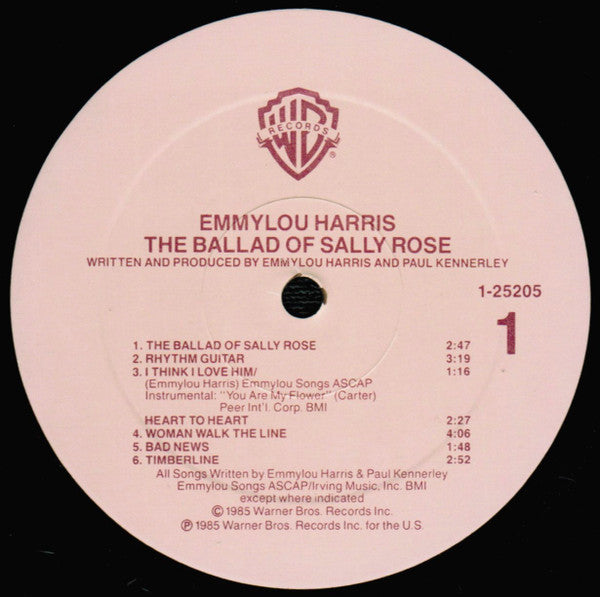 WB
RECORDS
®
EMMYLOU HARRIS
THE BALLAD OF SALLY ROSE
WRITTEN AND PRODUCED BY EMMYLOU HARRIS AND PAUL KENNERLEY
1-25205
1
1. THE BALLAD OF SALLY ROSE 2:47
2. RHYTHM GUITAR 3:19
3. I THINK I LOVE HIM/ 1:16
(Emmylou Harris) Emmylou Songs ASCAP
Instrumental: "You Are My Flower" (Carter)
Peer Int'l. Corp. BMI
HEART TO HEART 2:27
4. WOMAN WALK THE LINE 4:06
5. BAD NEWS 1:48
6. TIMBERLINE 2:52
All Songs Written by Emmylou Harris & Paul Kennerley
Emmylou Songs ASCAP/Irving Music, Inc. BMI
except where indicated
© 1985 Warner Bros. Records Inc.
℗ 1985 Warner Bros. Records Inc. for the U.S.